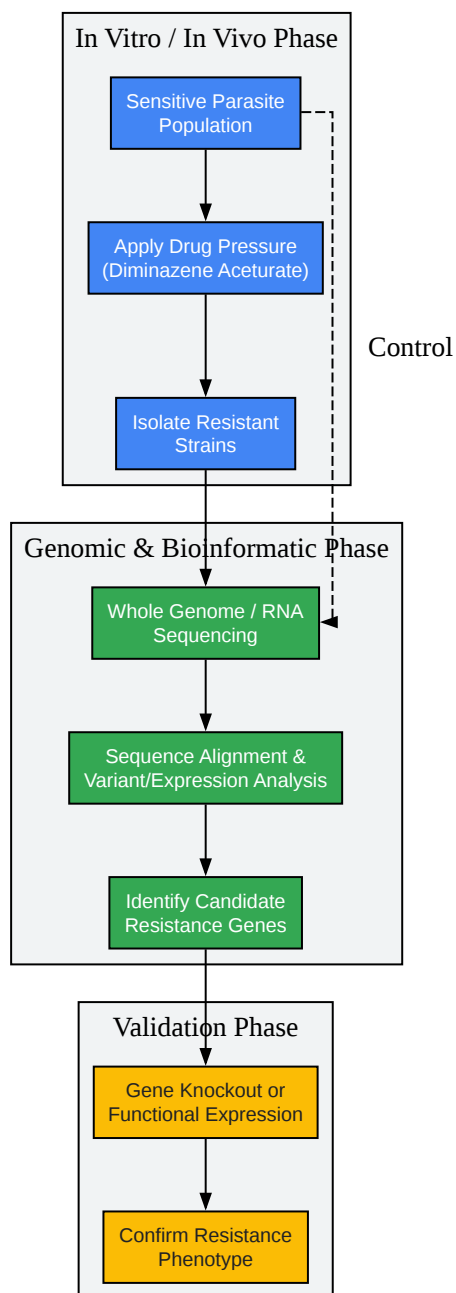 In Vitro / In Vivo Phase
Sensitive Parasite
Population
Apply Drug Pressure
(Diminazene Aceturate)
Control
Isolate Resistant
Strains
Genomic & Bioinformatic Phase
Whole Genome / RNA
Sequencing
Sequence Alignment &
Variant/Expression Analysis
Identify Candidate
Resistance Genes
Validation Phase
Gene Knockout or
Functional Expression
Confirm Resistance
Phenotype